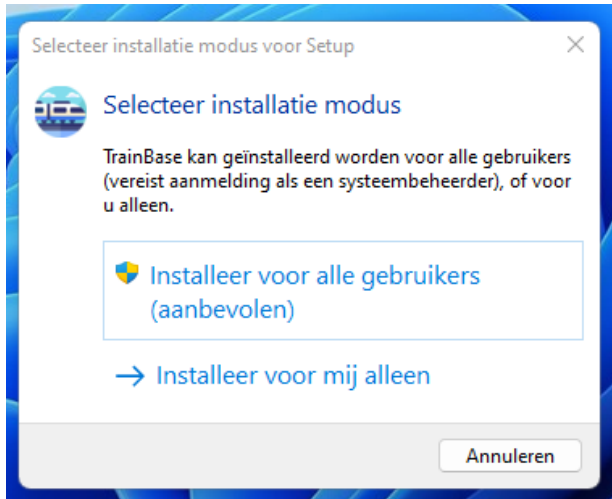 Selecteer installatie modus voor Setup
Selecteer installatie modus
TrainBase kan geïnstalleerd worden voor alle gebruikers
(vereist aanmelding als een systeembeheerder), of voor
u alleen.
Installeer voor alle gebruikers
(aanbevolen)
Installeer voor mij alleen
Annuleren